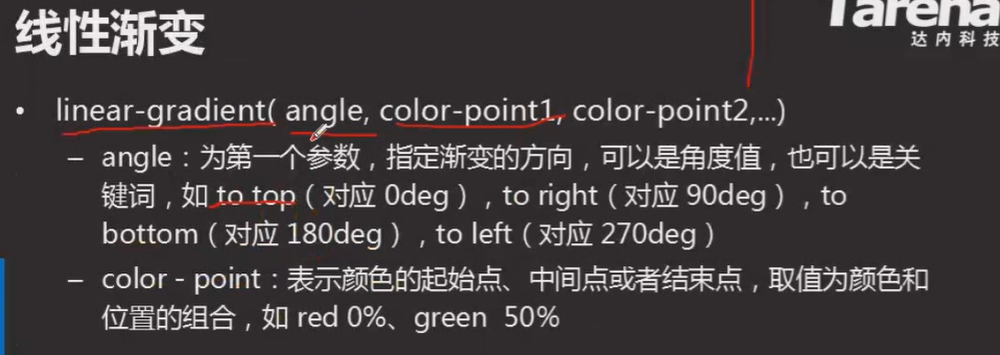 线性渐变
Tarena
达内科技
• linear-gradient( angle, color-point1, color-point2,...)
– angle：为第一个参数，指定渐变的方向，可以是角度值，也可以是关
键词，如 to top（对应 0deg），to right（对应 90deg），to
bottom（对应 180deg），to left（对应 270deg）
– color - point：表示颜色的起始点、中间点或者结束点，取值为颜色和
位置的组合，如 red 0%、green  50%